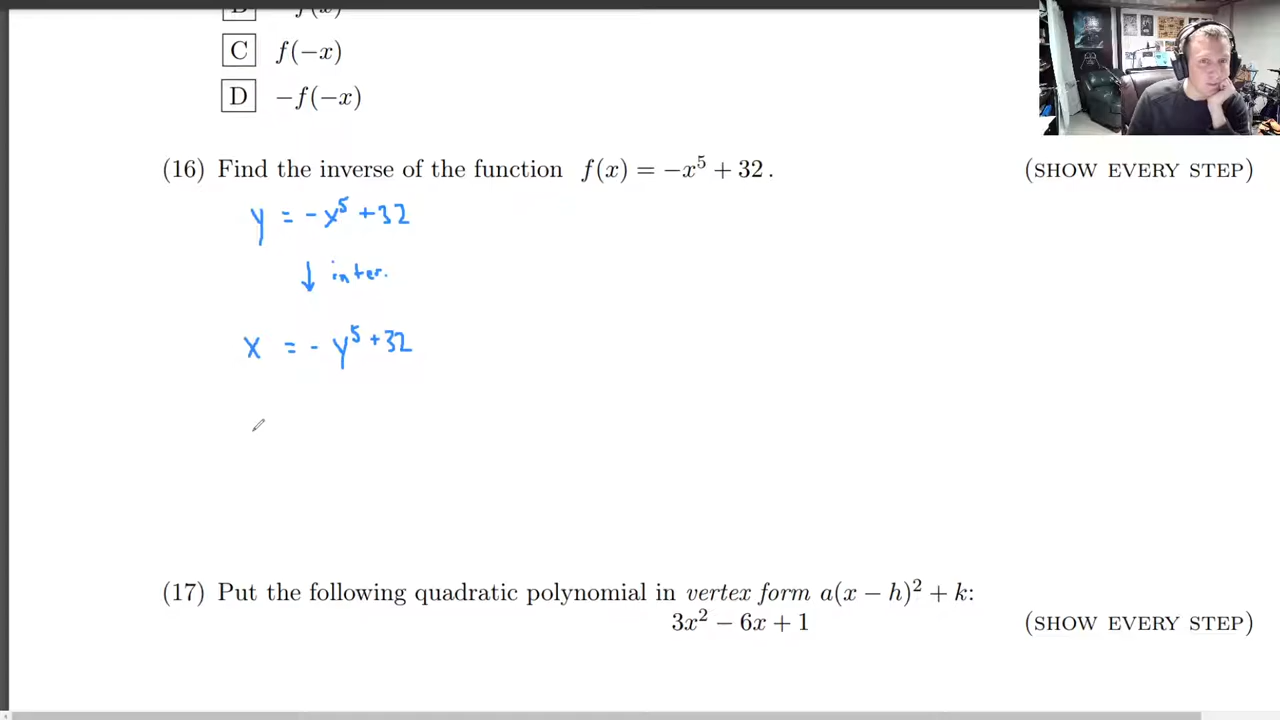 C f(−x)
D −f(−x)
(16) Find the inverse of the function f(x) = −x⁵ + 32. (SHOW EVERY STEP)
y = -x⁵ + 32
↓ inter.
x = -y⁵ + 32
(17) Put the following quadratic polynomial in vertex form a(x − h)² + k:
3x² − 6x + 1 (SHOW EVERY STEP)